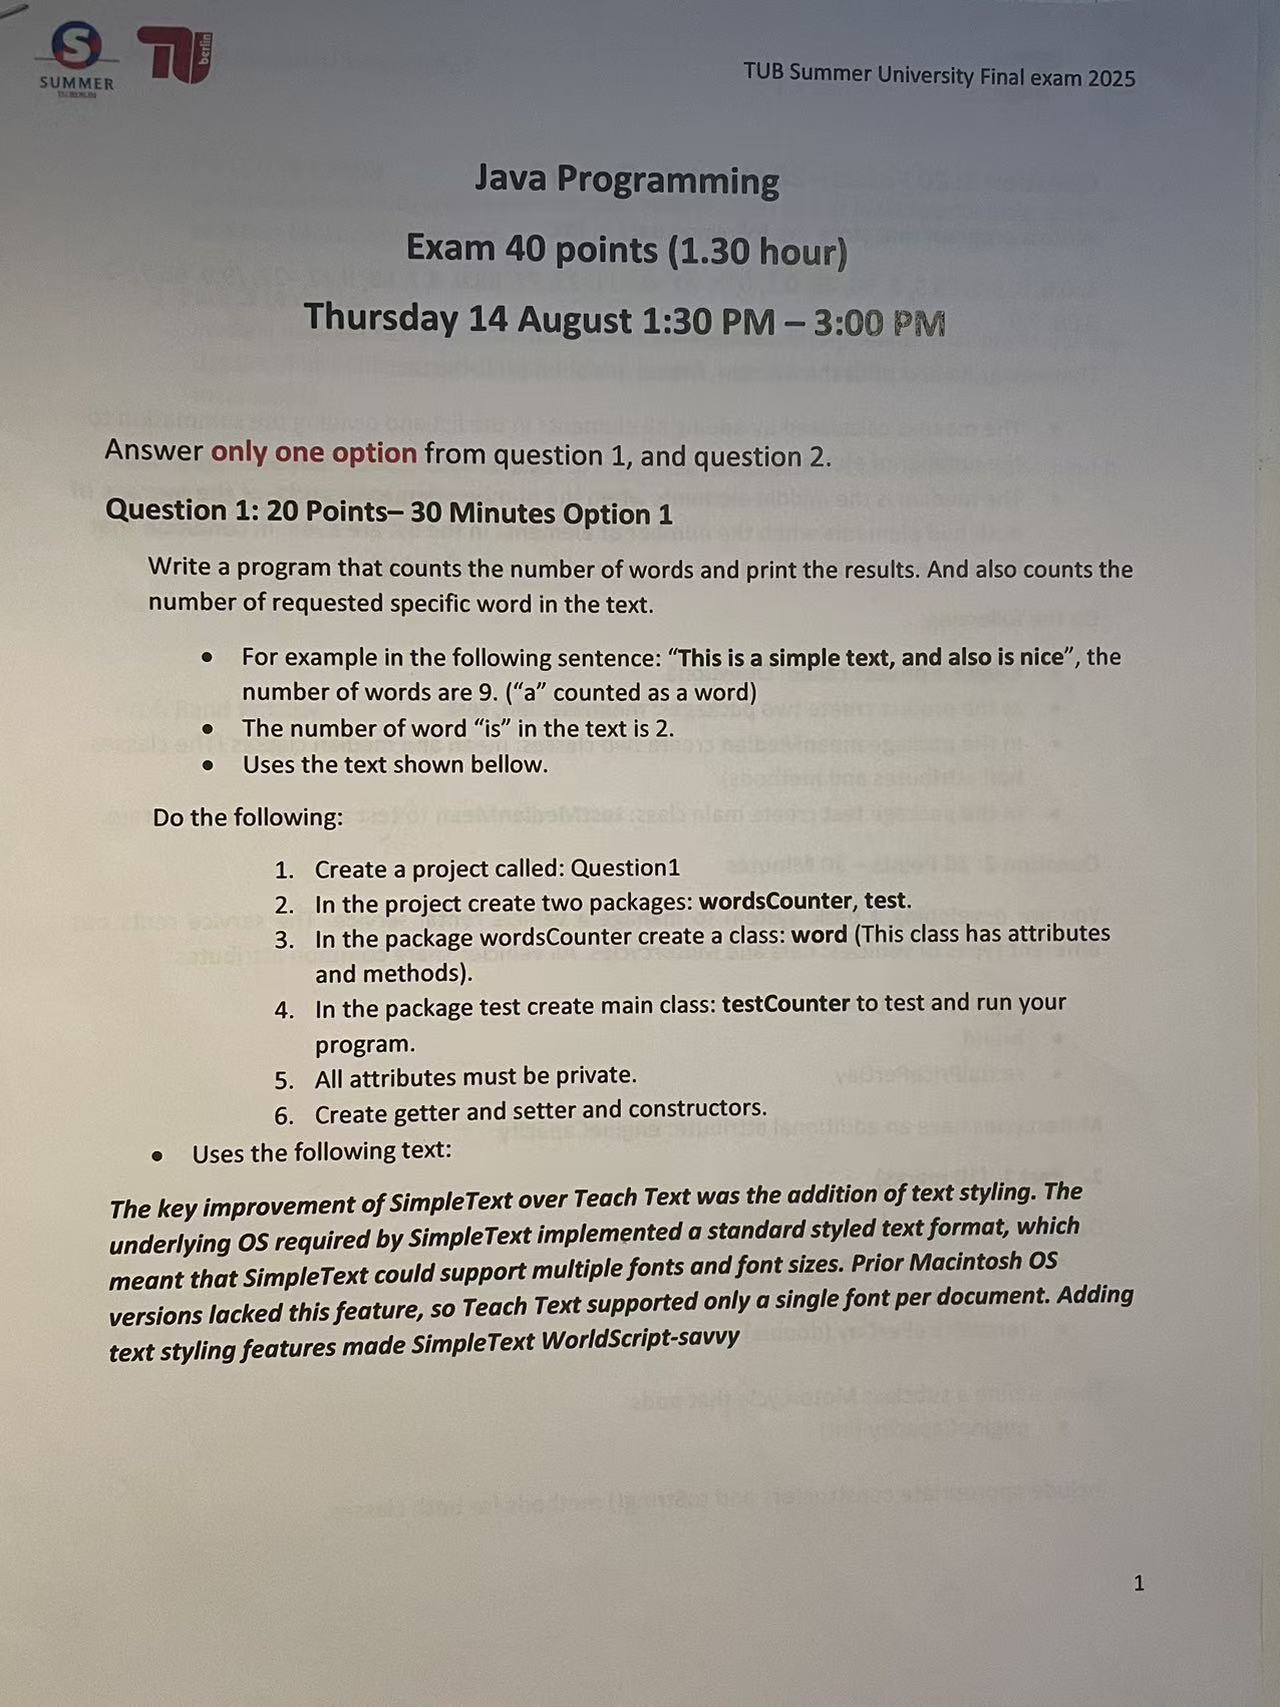 S
SUMMER
TU BERLIN
berlin
TUB Summer University Final exam 2025
Java Programming
Exam 40 points (1.30 hour)
Thursday 14 August 1:30 PM – 3:00 PM
Answer only one option from question 1, and question 2.
Question 1: 20 Points– 30 Minutes Option 1
Write a program that counts the number of words and print the results. And also counts the
number of requested specific word in the text.
• For example in the following sentence: “This is a simple text, and also is nice”, the
number of words are 9. (“a” counted as a word)
• The number of word “is” in the text is 2.
• Uses the text shown bellow.
Do the following:
1. Create a project called: Question1
2. In the project create two packages: wordsCounter, test.
3. In the package wordsCounter create a class: word (This class has attributes
and methods).
4. In the package test create main class: testCounter to test and run your
program.
5. All attributes must be private.
6. Create getter and setter and constructors.
• Uses the following text:
The key improvement of SimpleText over Teach Text was the addition of text styling. The
underlying OS required by SimpleText implemented a standard styled text format, which
meant that SimpleText could support multiple fonts and font sizes. Prior Macintosh OS
versions lacked this feature, so Teach Text supported only a single font per document. Adding
text styling features made SimpleText WorldScript-savvy
1